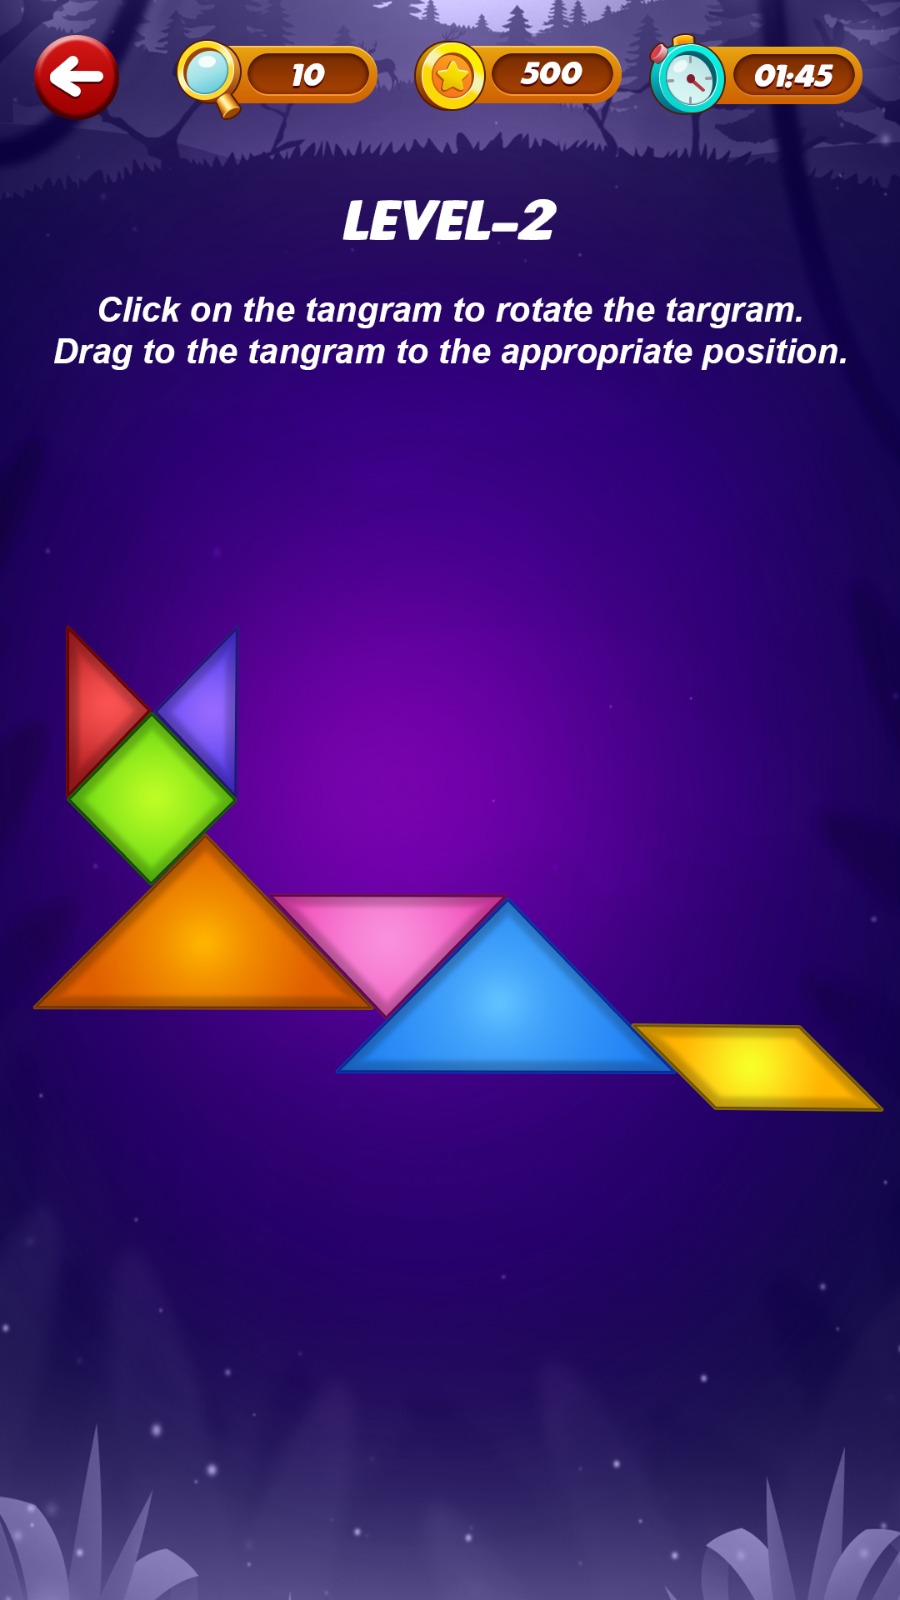 10
500
01:45
LEVEL-2
Click on the tangram to rotate the targram.
Drag to the tangram to the appropriate position.